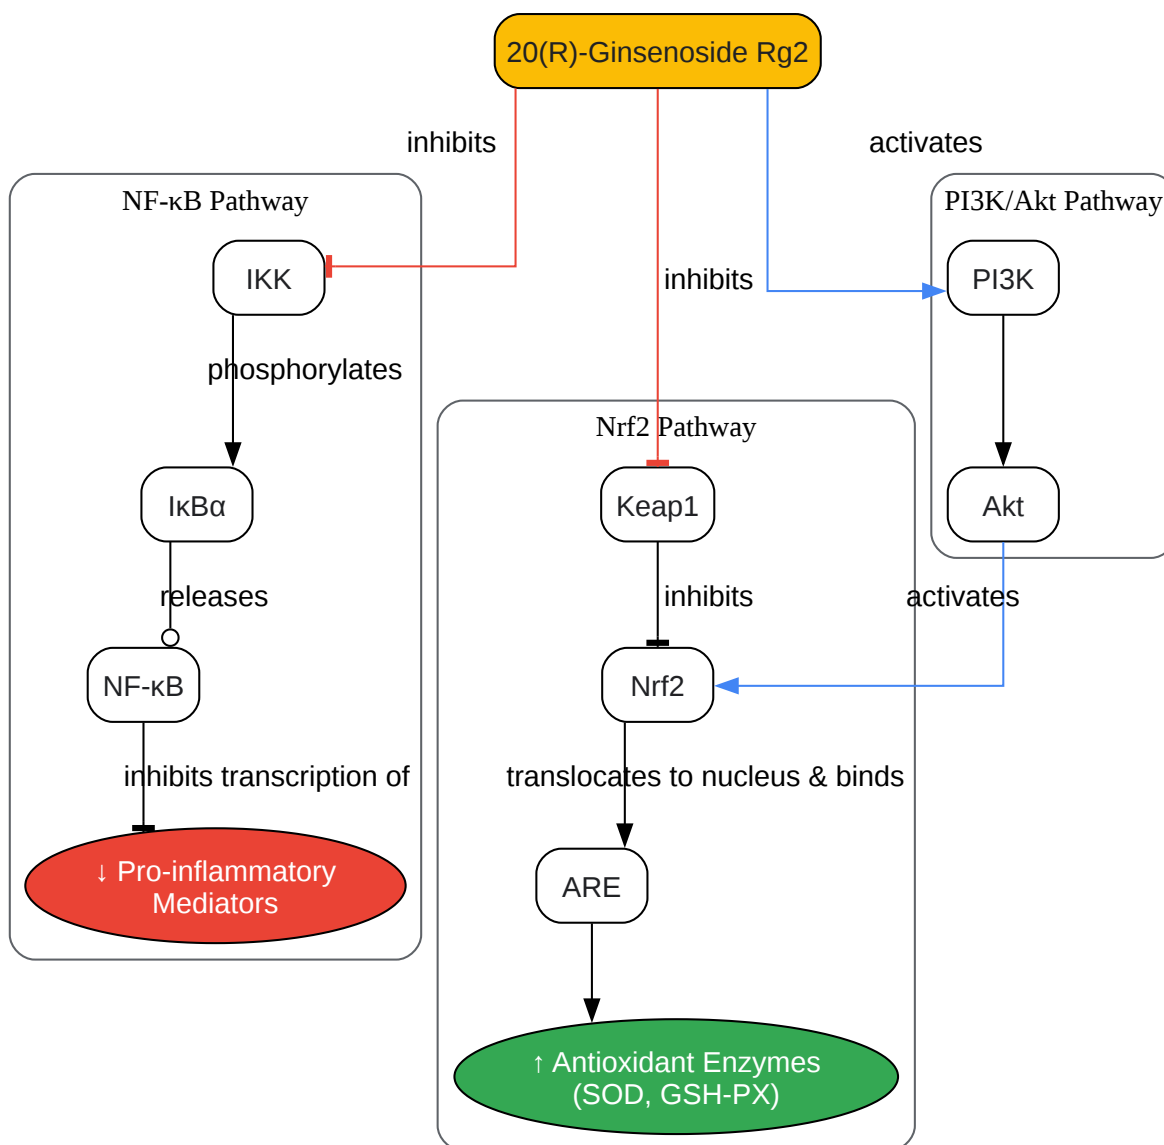 20(R)-Ginsenoside Rg2
inhibits
activates
NF-κB Pathway
PI3K/Akt Pathway
IKK
inhibits
PI3K
phosphorylates
Nrf2 Pathway
IκBα
Keap1
Akt
releases
inhibits
activates
NF-κB
Nrf2
inhibits transcription of
translocates to nucleus & binds
↓ Pro-inflammatory
Mediators
ARE
↑ Antioxidant Enzymes
(SOD, GSH-PX)